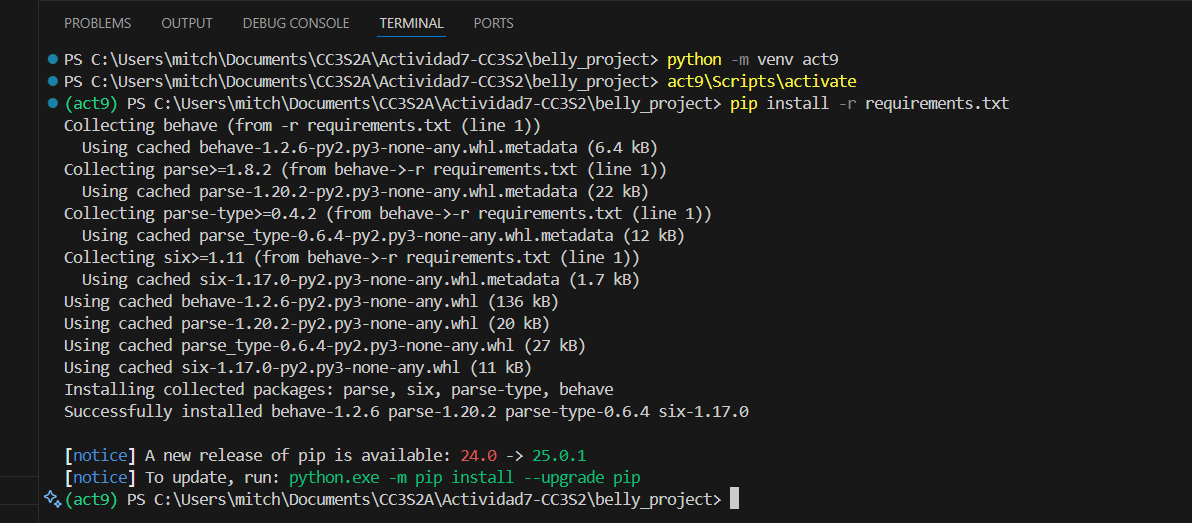 PROBLEMS OUTPUT DEBUG CONSOLE TERMINAL PORTS
PS C:\Users\mitch\Documents\CC3S2A\Actividad7-CC3S2\belly_project> python -m venv act9
PS C:\Users\mitch\Documents\CC3S2A\Actividad7-CC3S2\belly_project> act9\Scripts\activate
(act9) PS C:\Users\mitch\Documents\CC3S2A\Actividad7-CC3S2\belly_project> pip install -r requirements.txt
Collecting behave (from -r requirements.txt (line 1))
  Using cached behave-1.2.6-py2.py3-none-any.whl.metadata (6.4 kB)
Collecting parse>=1.8.2 (from behave->-r requirements.txt (line 1))
  Using cached parse-1.20.2-py2.py3-none-any.whl.metadata (22 kB)
Collecting parse-type>=0.4.2 (from behave->-r requirements.txt (line 1))
  Using cached parse_type-0.6.4-py2.py3-none-any.whl.metadata (12 kB)
Collecting six>=1.11 (from behave->-r requirements.txt (line 1))
  Using cached six-1.17.0-py2.py3-none-any.whl.metadata (1.7 kB)
Using cached behave-1.2.6-py2.py3-none-any.whl (136 kB)
Using cached parse-1.20.2-py2.py3-none-any.whl (20 kB)
Using cached parse_type-0.6.4-py2.py3-none-any.whl (27 kB)
Using cached six-1.17.0-py2.py3-none-any.whl (11 kB)
Installing collected packages: parse, six, parse-type, behave
Successfully installed behave-1.2.6 parse-1.20.2 parse-type-0.6.4 six-1.17.0
[notice] A new release of pip is available: 24.0 -> 25.0.1
[notice] To update, run: python.exe -m pip install --upgrade pip
(act9) PS C:\Users\mitch\Documents\CC3S2A\Actividad7-CC3S2\belly_project>